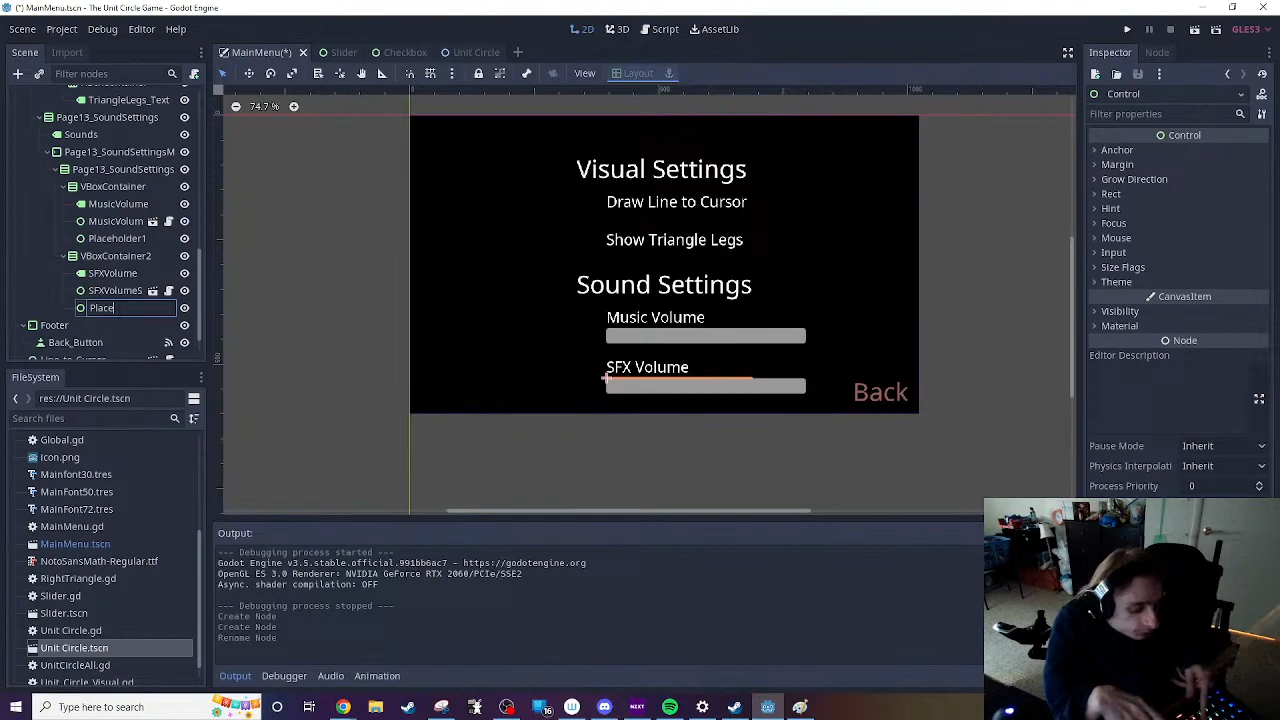 (*) MainMenu.tscn - The Unit Circle Game - Godot Engine
Scene Project Debug Editor Help
2D 3D Script AssetLib
GLES3
Scene Import
MainMenu(*) Slider Checkbox Unit Circle
Inspector Node
Filter nodes
View Layout
TriangleLegs_Text
Page13_SoundSettings
Sounds
Page13_SoundSettingsM
Page13_SoundSettings
VBoxContainer
MusicVolume
MusicVolum
Placeholder1
VBoxContainer2
SFXVolume
SFXVolumeS
Place
Footer
Back_Button
74.7 %
0 500 1000
Visual Settings
Draw Line to Cursor
Show Triangle Legs
Sound Settings
Music Volume
SFX Volume
Back
Control
Filter properties
Control
Anchor
Margin
Grow Direction
Rect
Hint
Focus
Mouse
Input
Size Flags
Theme
CanvasItem
Visibility
Material
Node
Editor Description
Pause Mode Inherit
Physics Interpolati Inherit
Process Priority 0
FileSystem
res://Unit Circle.tscn
Search files
Global.gd
icon.png
Mainfont30.tres
MainFont50.tres
MainFont72.tres
MainMenu.gd
MainMenu.tscn
NotoSansMath-Regular.ttf
RightTriangle.gd
Slider.gd
Slider.tscn
Unit Circle.gd
Unit Circle.tscn
UnitCircleAll.gd
Unit_Circle_Visual.gd
Output:
--- Debugging process started ---
Godot Engine v3.5.stable.official.991bb6ac7 - https://godotengine.org
OpenGL ES 3.0 Renderer: NVIDIA GeForce RTX 2060/PCIe/SSE2
Async. shader compilation: OFF
--- Debugging process stopped ---
Create Node
Create Node
Rename Node
Output Debugger Audio Animation
Type here to search
16
NEXT